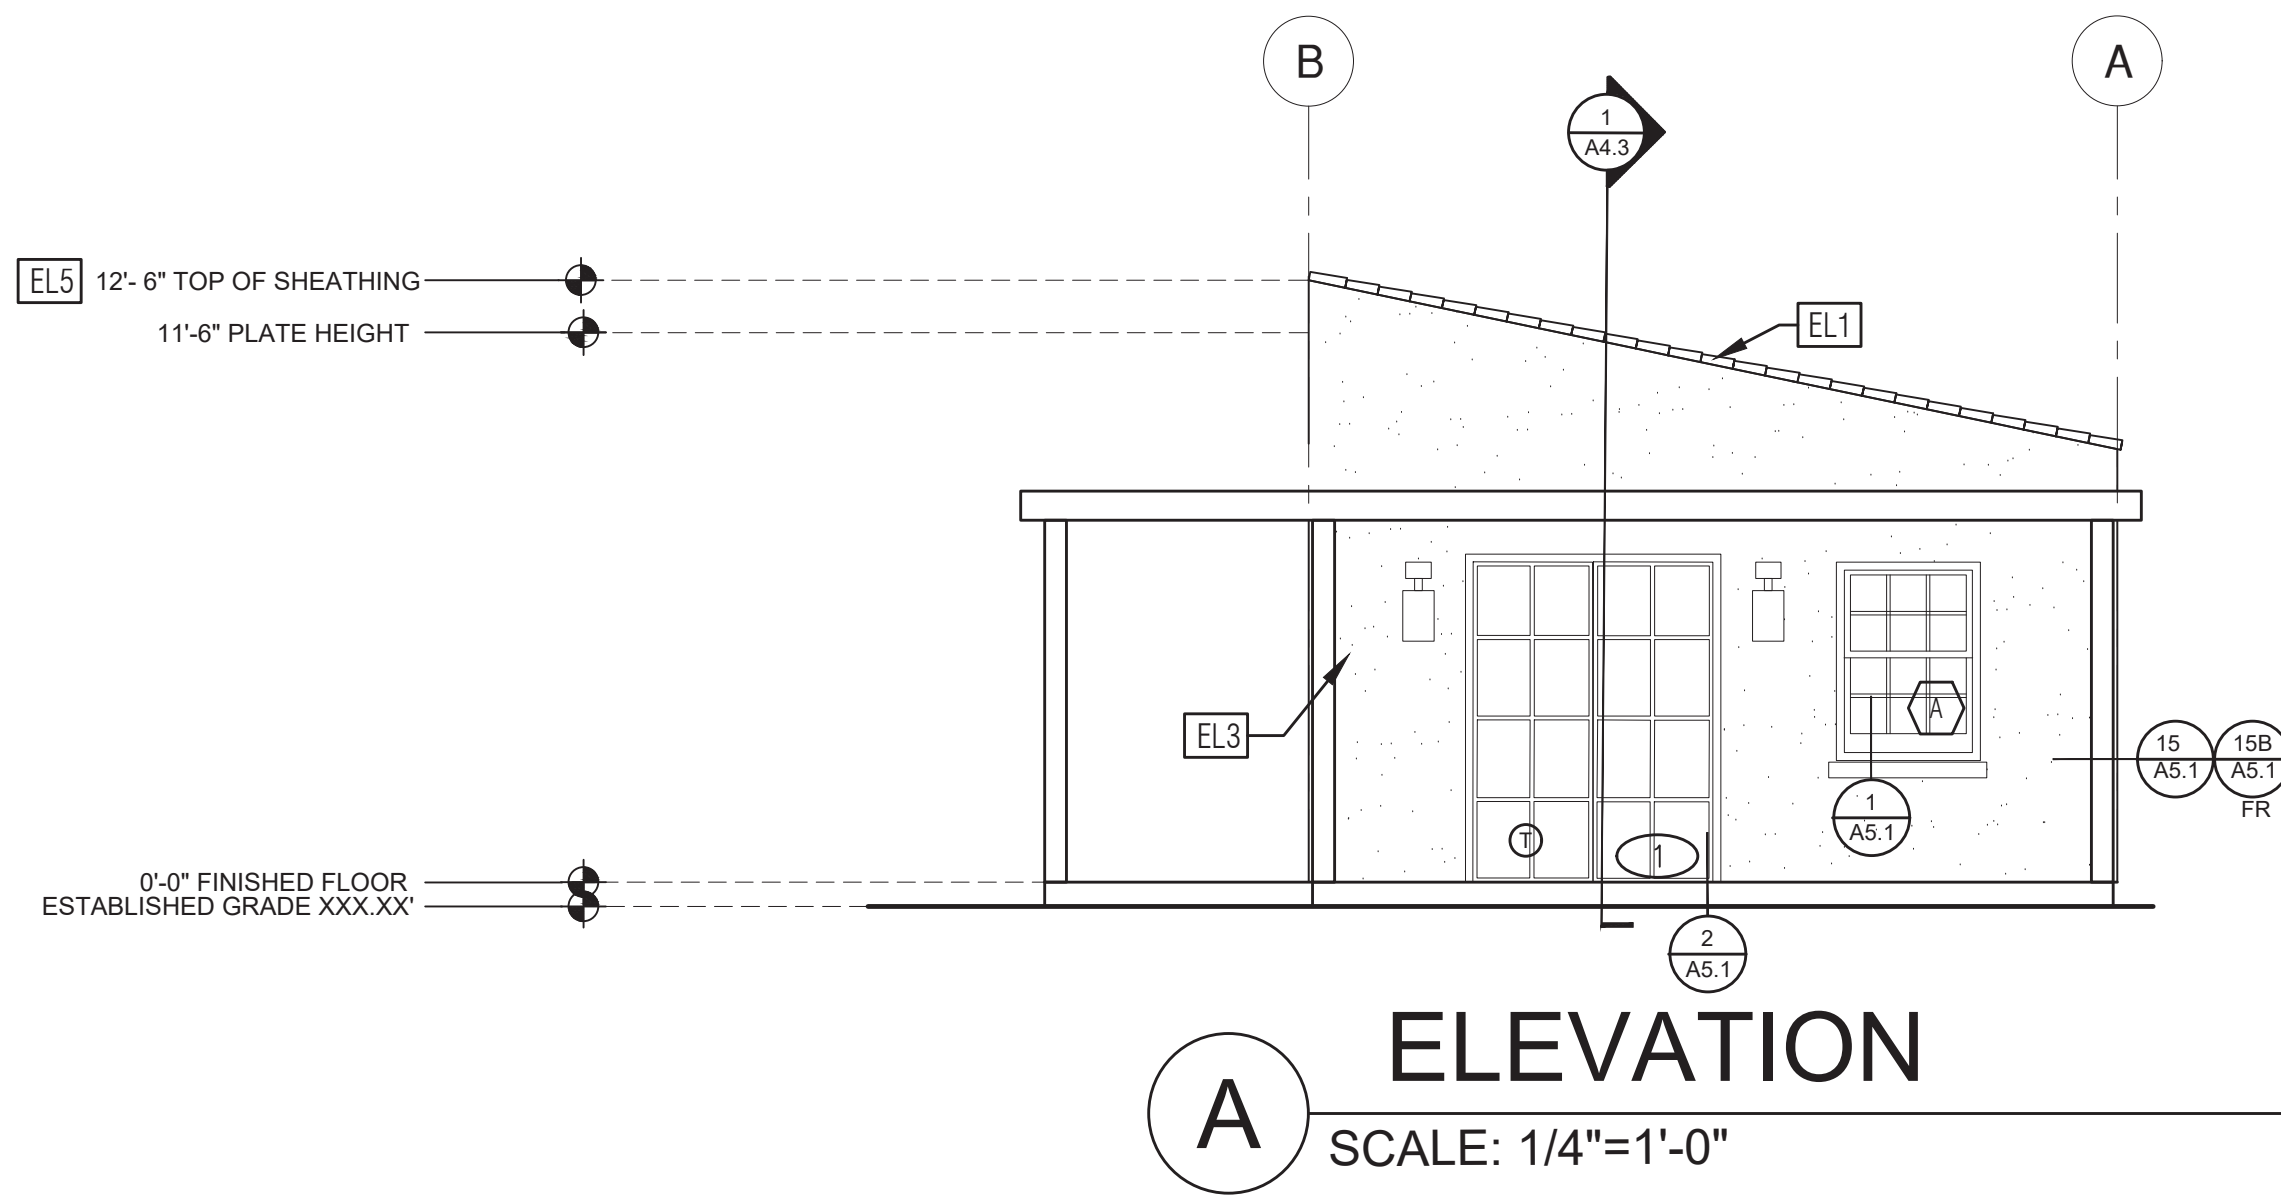 B
A
1
A4.3
EL5 12'- 6" TOP OF SHEATHING
11'-6" PLATE HEIGHT
EL1
EL3
A
15
A5.1
15B
A5.1
FR
1
A5.1
T
1
0'-0" FINISHED FLOOR
ESTABLISHED GRADE XXX.XX'
2
A5.1
ELEVATION
A
SCALE: 1/4"=1'-0"